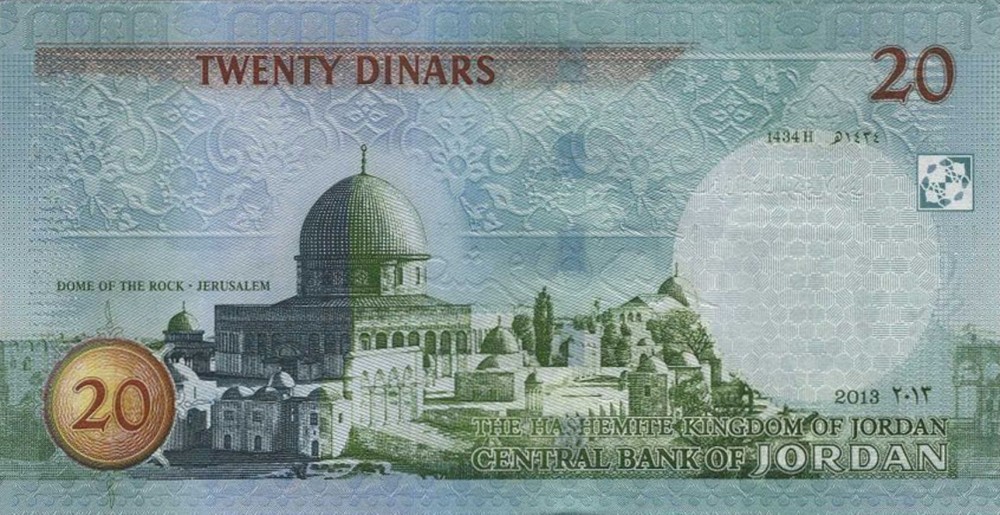 TWENTY DINARS
20
1434 H ١٤٣٤هـ
DOME OF THE ROCK · JERUSALEM
20
2013 ٢٠١٣
THE HASHEMITE KINGDOM OF JORDAN
CENTRAL BANK OF JORDAN